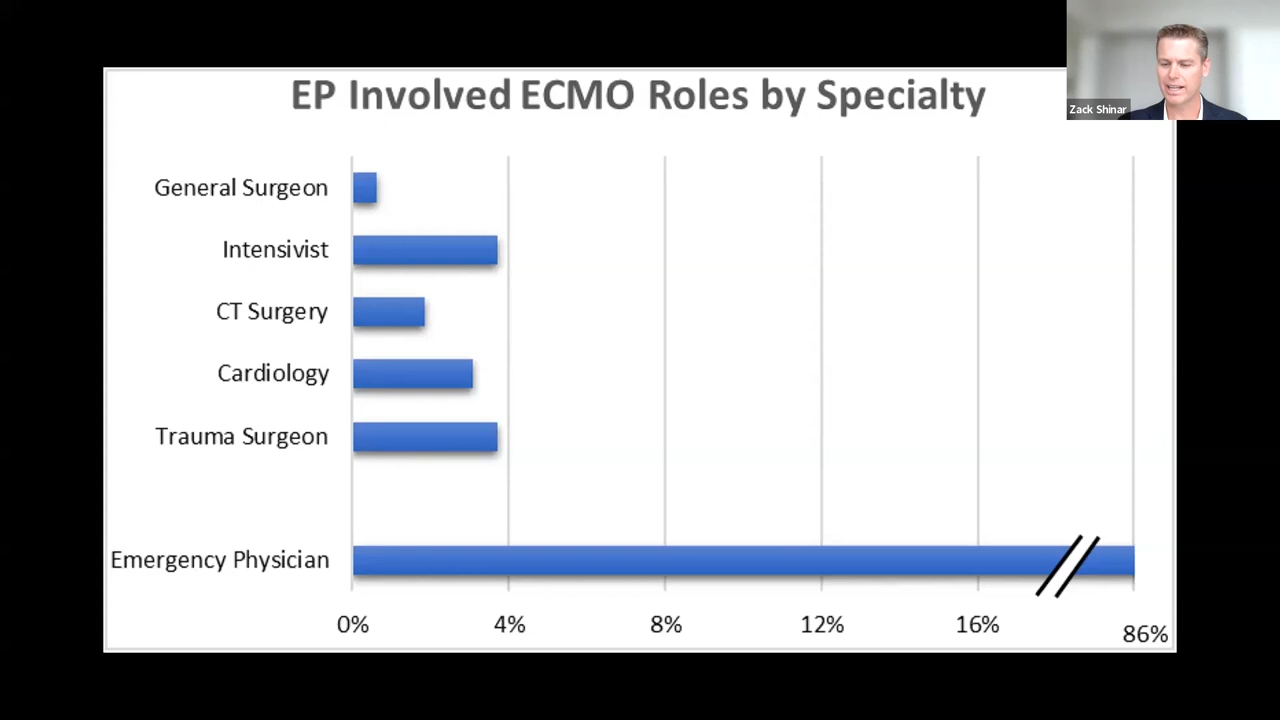 EP Involved ECMO Roles by Specialty
Zack Shinar
General Surgeon
Intensivist
CT Surgery
Cardiology
Trauma Surgeon
Emergency Physician
0% 4% 8% 12% 16% 86%